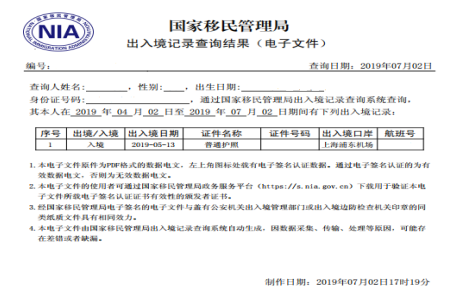 NIA
国家移民管理局
出入境记录查询结果（电子文件）
编号： 查询日期：2019年07月02日
查询人姓名：，性别：，出生日期：
身份证号码：，通过国家移民管理局出入境记录查询系统查询，
其本人在 2019 年 04 月 02 日至 2019 年 07 月 02 日期间有下列出入境记录：
序号 出境/入境 出入境日期 证件名称 证件号码 出入境口岸 航班号
1 入境 2019-05-13 普通护照 上海浦东机场
1.本电子文件原件为PDF格式的数据电文，左上角图标处载有电子签名认证数据。通过电子签名认证的为有
效数据电文，否则为无效数据电文。
2.本电子文件的使用者可通过国家移民管理局政务服务平台（https://s.nia.gov.cn）下载用于验证本电
子文件所载电子签名认证证书有效性的颁发者证书。
3.经国家移民管理局电子签名的电子文件与盖有公安机关出入境管理部门或出入境边防检查机关印章的同
类纸质文件具有相同效力。
4.本电子文件由国家移民管理局出入境记录查询系统自动生成，因数据采集、传输、处理等原因，可能存
在差错或者缺漏。
制作日期：2019年07月02日17时19分